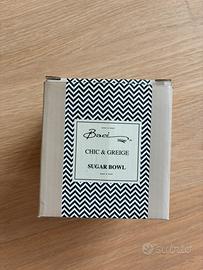 Baci
CHIC & GREIGE
SUGAR BOWL
subito